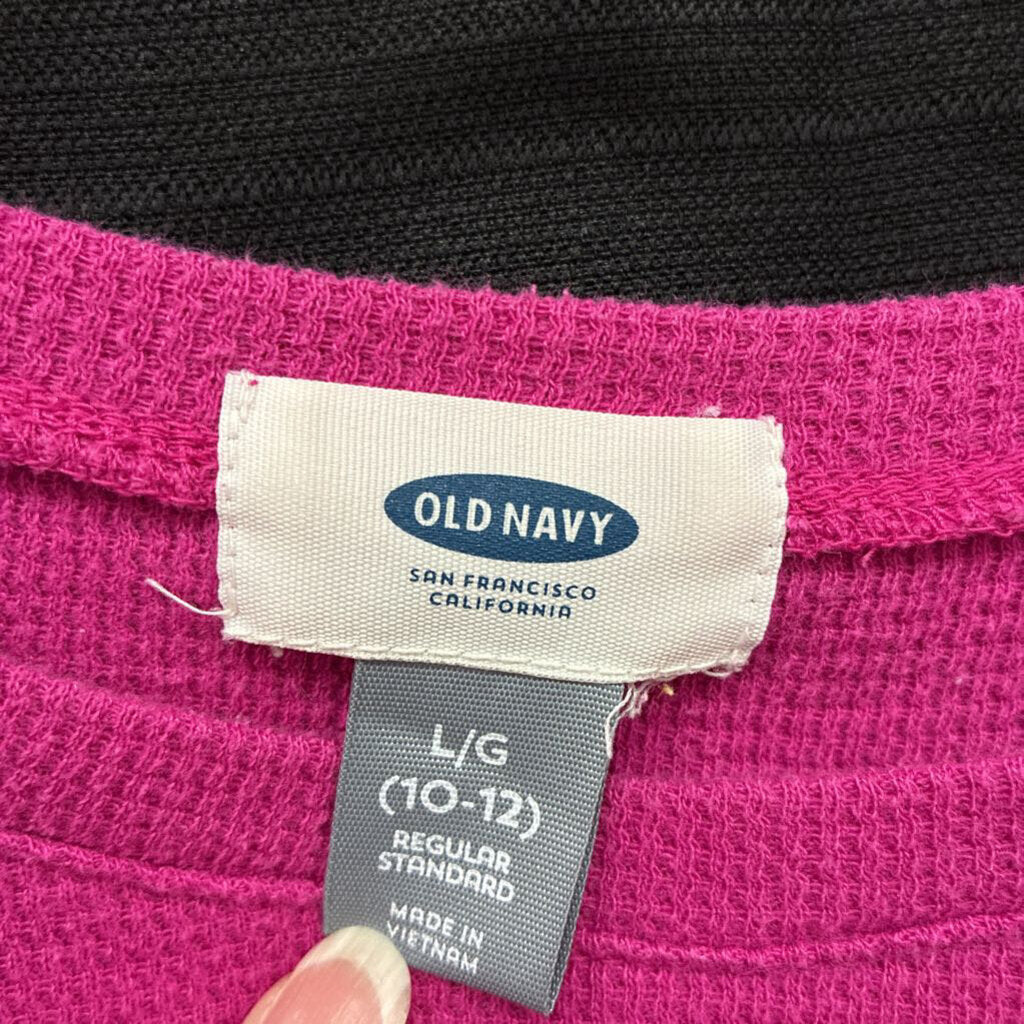 OLD NAVY
SAN FRANCISCO
CALIFORNIA
L/G
(10-12)
REGULAR
STANDARD
MADE IN
VIETNAM